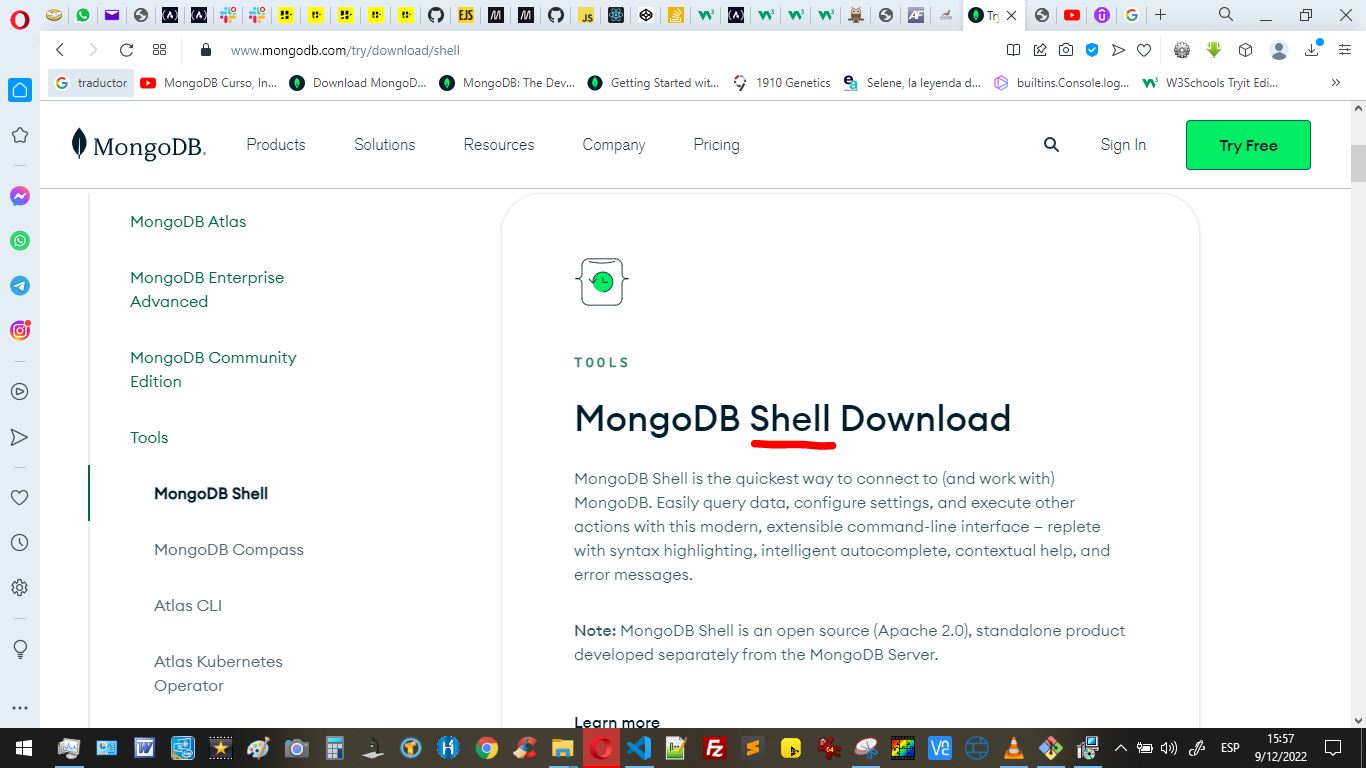 Try
www.mongodb.com/try/download/shell
traductor
MongoDB Curso, In...
Download MongoD...
MongoDB: The Dev...
Getting Started wit...
1910 Genetics
Selene, la leyenda d...
builtins.Console.log...
W3Schools Tryit Edi...
MongoDB.
Products
Solutions
Resources
Company
Pricing
Sign In
Try Free
MongoDB Atlas
MongoDB Enterprise
Advanced
MongoDB Community
Edition
Tools
MongoDB Shell
MongoDB Compass
Atlas CLI
Atlas Kubernetes
Operator
TOOLS
MongoDB Shell Download
MongoDB Shell is the quickest way to connect to (and work with)
MongoDB. Easily query data, configure settings, and execute other
actions with this modern, extensible command-line interface – replete
with syntax highlighting, intelligent autocomplete, contextual help, and
error messages.
Note: MongoDB Shell is an open source (Apache 2.0), standalone product
developed separately from the MongoDB Server.
Learn more
ESP
15:57
9/12/2022